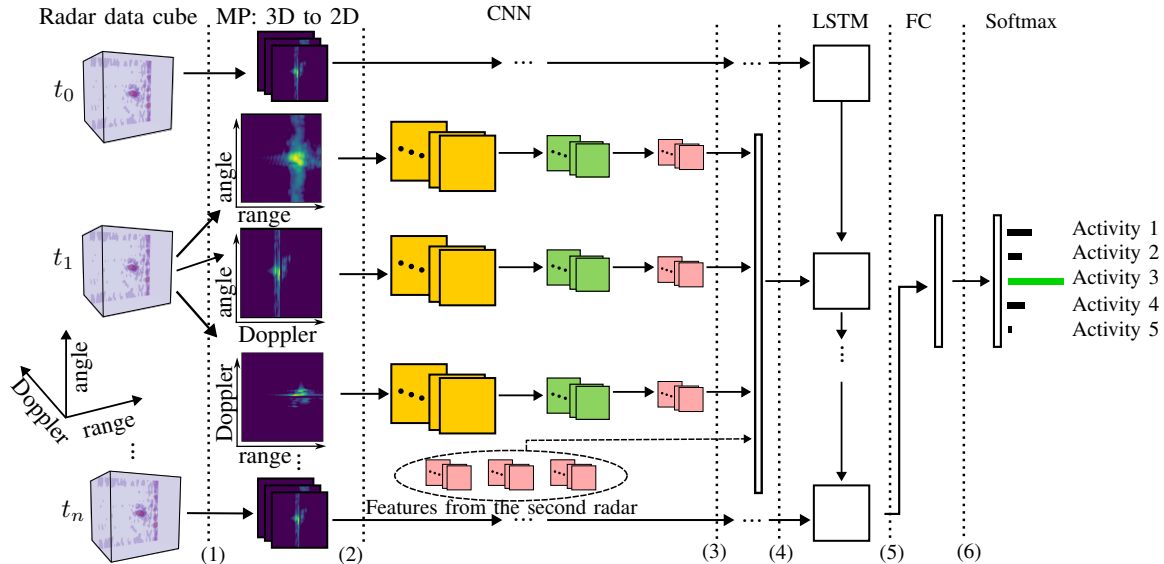 Radar data cube
MP: 3D to 2D
CNN
LSTM
FC
Softmax
t0
...
...
angle
range
t1
angle
Doppler
Activity 1
Activity 2
Activity 3
Activity 4
Activity 5
...
angle
Doppler
range
Doppler
range
...
...
Features from the second radar
tn
...
...
(1)
(2)
(3)
(4)
(5)
(6)